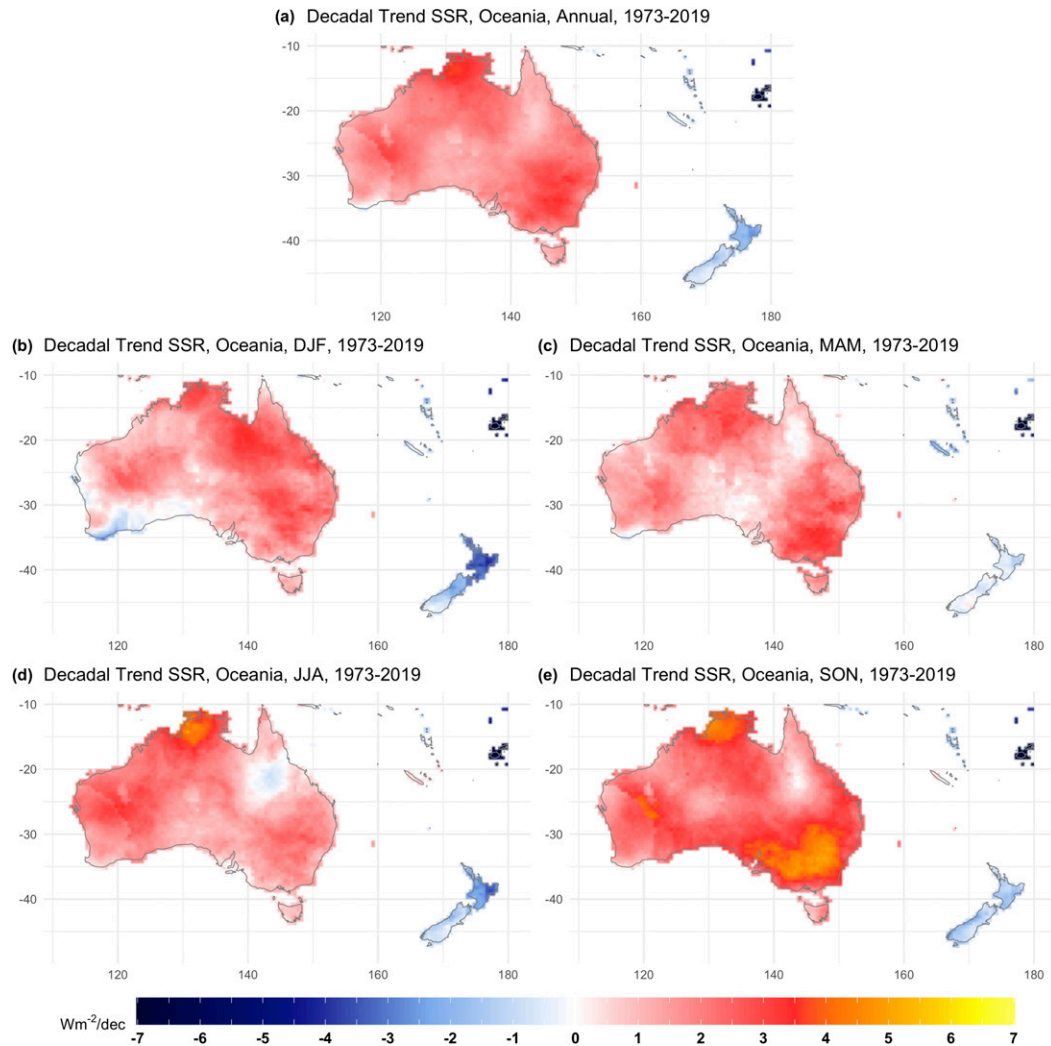 (a) Decadal Trend SSR, Oceania, Annual, 1973-2019
-10
-20
-30
-40
120 140 160 180
(b) Decadal Trend SSR, Oceania, DJF, 1973-2019
-10
-20
-30
-40
120 140 160 180
(c) Decadal Trend SSR, Oceania, MAM, 1973-2019
-10
-20
-30
-40
120 140 160 180
(d) Decadal Trend SSR, Oceania, JJA, 1973-2019
-10
-20
-30
-40
120 140 160 180
(e) Decadal Trend SSR, Oceania, SON, 1973-2019
-10
-20
-30
-40
120 140 160 180
Wm⁻²/dec
-7 -6 -5 -4 -3 -2 -1 0 1 2 3 4 5 6 7